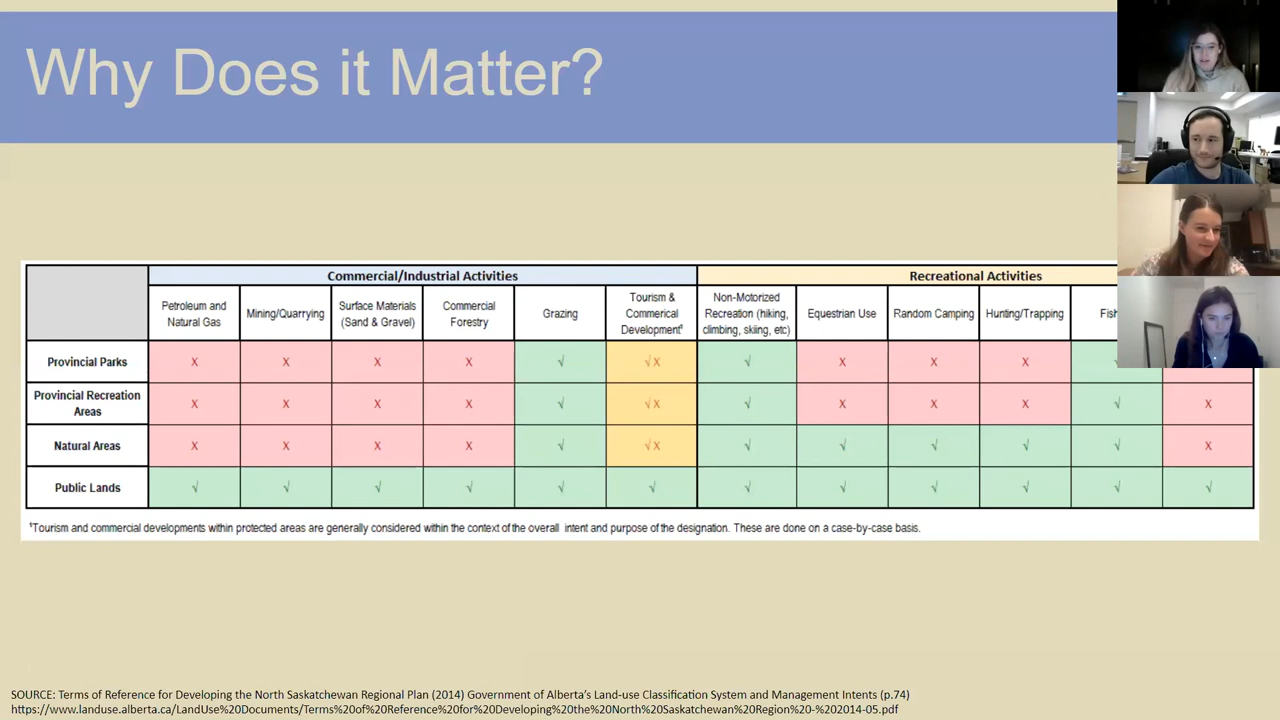 Why Does it Matter?
Commercial/Industrial Activities
Recreational Activities
Petroleum and
Natural Gas
Mining/Quarrying
Surface Materials
(Sand & Gravel)
Commercial
Forestry
Grazing
Tourism &
Commerical
Development¹
Non-Motorized
Recreation (hiking,
climbing, skiing, etc)
Equestrian Use
Random Camping
Hunting/Trapping
Fish
Provincial Parks X X X X √ √ X √ X X X √
Provincial Recreation
Areas
X X X X √ √ X √ X X X √ X
Natural Areas X X X X √ √ X √ √ √ √ √ X
Public Lands √ √ √ √ √ √ √ √ √ √ √ √
¹Tourism and commercial developments within protected areas are generally considered within the context of the overall intent and purpose of the designation. These are done on a case-by-case basis.
SOURCE: Terms of Reference for Developing the North Saskatchewan Regional Plan (2014) Government of Alberta's Land-use Classification System and Management Intents (p.74)
https://www.landuse.alberta.ca/LandUse%20Documents/Terms%20of%20Reference%20for%20Developing%20the%20North%20Saskatchewan%20Region%20-%202014-05.pdf